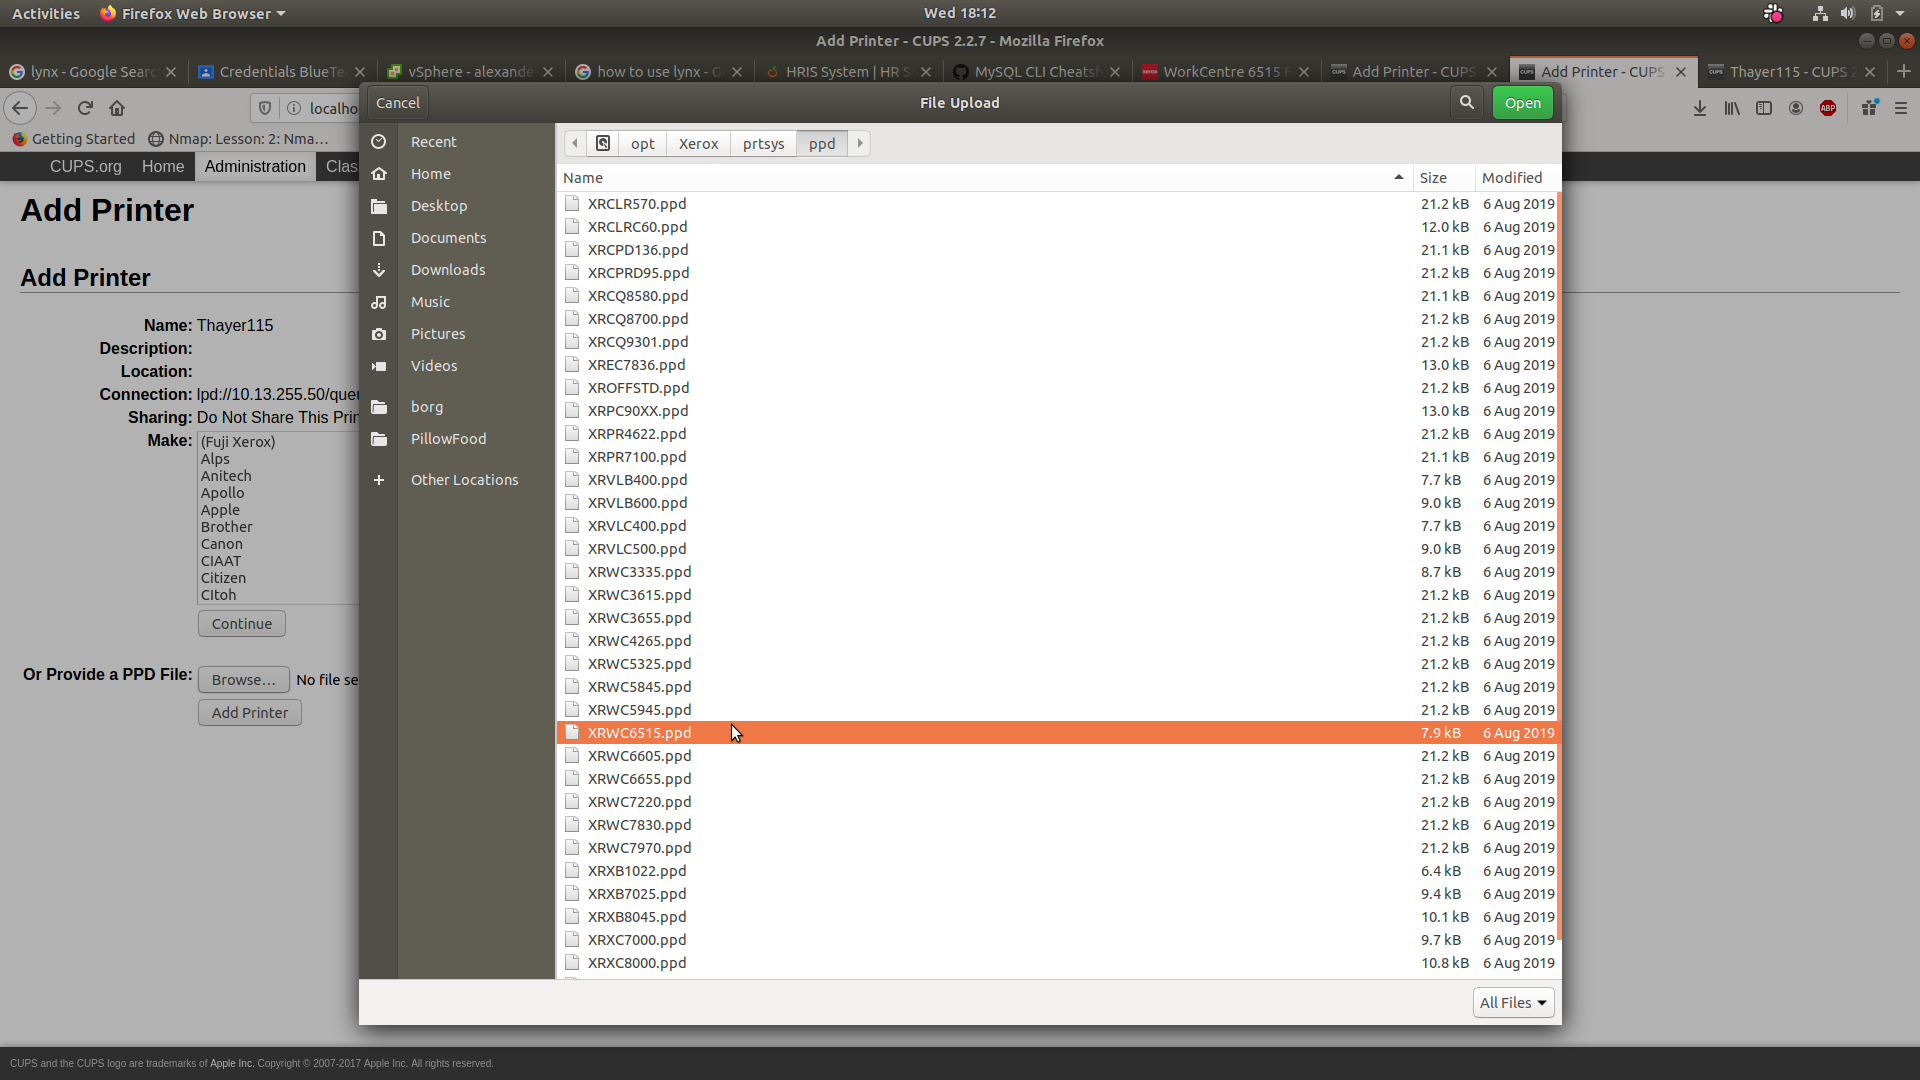 Activities Firefox Web Browser Wed 18:12
Add Printer - CUPS 2.2.7 - Mozilla Firefox
lynx - Google Searc Credentials BlueTe vSphere - alexande how to use lynx - G HRIS System | HR S MySQL CLI Cheatsh WorkCentre 6515 F Add Printer - CUPS Add Printer - CUPS Thayer115 - CUPS 2
localho
Getting Started Nmap: Lesson: 2: Nma…
CUPS.org Home Administration Clas
Add Printer
Add Printer
Name: Thayer115
Description:
Location:
Connection: lpd://10.13.255.50/queu
Sharing: Do Not Share This Prin
Make: (Fuji Xerox)
Alps
Anitech
Apollo
Apple
Brother
Canon
CIAAT
Citizen
CItoh
Continue
Or Provide a PPD File: Browse… No file se
Add Printer
Cancel File Upload Open
Recent
Home
Desktop
Documents
Downloads
Music
Pictures
Videos
borg
PillowFood
Other Locations
opt Xerox prtsys ppd
Name Size Modified
XRCLR570.ppd 21.2 kB 6 Aug 2019
XRCLRC60.ppd 12.0 kB 6 Aug 2019
XRCPD136.ppd 21.1 kB 6 Aug 2019
XRCPRD95.ppd 21.2 kB 6 Aug 2019
XRCQ8580.ppd 21.1 kB 6 Aug 2019
XRCQ8700.ppd 21.2 kB 6 Aug 2019
XRCQ9301.ppd 21.2 kB 6 Aug 2019
XREC7836.ppd 13.0 kB 6 Aug 2019
XROFFSTD.ppd 21.2 kB 6 Aug 2019
XRPC90XX.ppd 13.0 kB 6 Aug 2019
XRPR4622.ppd 21.2 kB 6 Aug 2019
XRPR7100.ppd 21.1 kB 6 Aug 2019
XRVLB400.ppd 7.7 kB 6 Aug 2019
XRVLB600.ppd 9.0 kB 6 Aug 2019
XRVLC400.ppd 7.7 kB 6 Aug 2019
XRVLC500.ppd 9.0 kB 6 Aug 2019
XRWC3335.ppd 8.7 kB 6 Aug 2019
XRWC3615.ppd 21.2 kB 6 Aug 2019
XRWC3655.ppd 21.2 kB 6 Aug 2019
XRWC4265.ppd 21.2 kB 6 Aug 2019
XRWC5325.ppd 21.2 kB 6 Aug 2019
XRWC5845.ppd 21.2 kB 6 Aug 2019
XRWC5945.ppd 21.2 kB 6 Aug 2019
XRWC6515.ppd 7.9 kB 6 Aug 2019
XRWC6605.ppd 21.2 kB 6 Aug 2019
XRWC6655.ppd 21.2 kB 6 Aug 2019
XRWC7220.ppd 21.2 kB 6 Aug 2019
XRWC7830.ppd 21.2 kB 6 Aug 2019
XRWC7970.ppd 21.2 kB 6 Aug 2019
XRXB1022.ppd 6.4 kB 6 Aug 2019
XRXB7025.ppd 9.4 kB 6 Aug 2019
XRXB8045.ppd 10.1 kB 6 Aug 2019
XRXC7000.ppd 9.7 kB 6 Aug 2019
XRXC8000.ppd 10.8 kB 6 Aug 2019
All Files
CUPS and the CUPS logo are trademarks of Apple Inc. Copyright © 2007-2017 Apple Inc. All rights reserved.